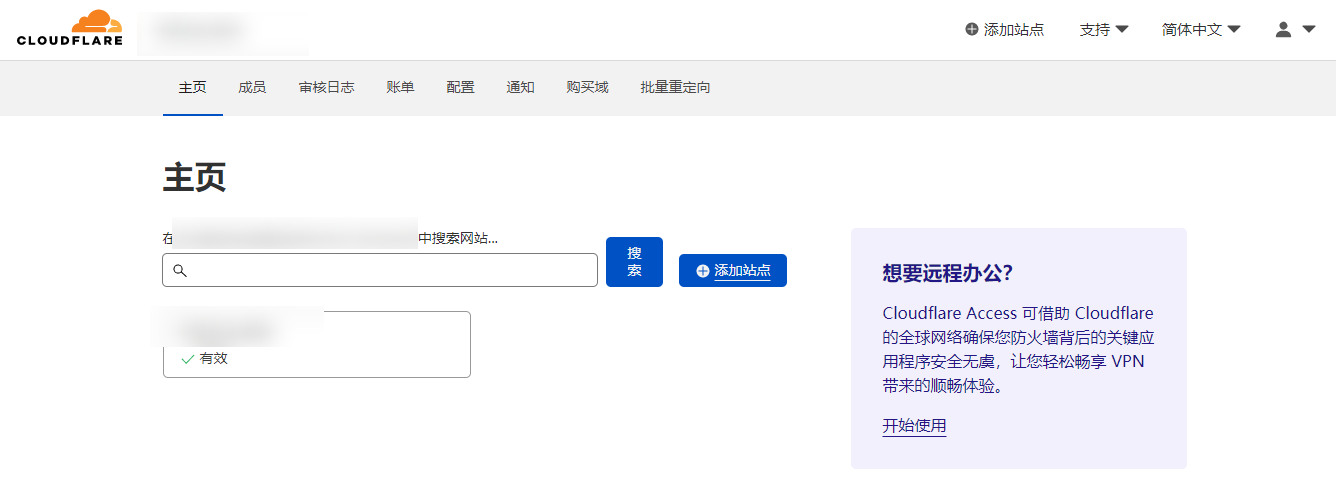 CLOUDFLARE
添加站点 支持 简体中文
主页 成员 审核日志 账单 配置 通知 购买域 批量重定向
主页
在
中搜索网站...
搜
索
添加站点
有效
想要远程办公？
Cloudflare Access 可借助 Cloudflare
的全球网络确保您防火墙背后的关键应
用程序安全无虞，让您轻松畅享 VPN
带来的顺畅体验。
开始使用